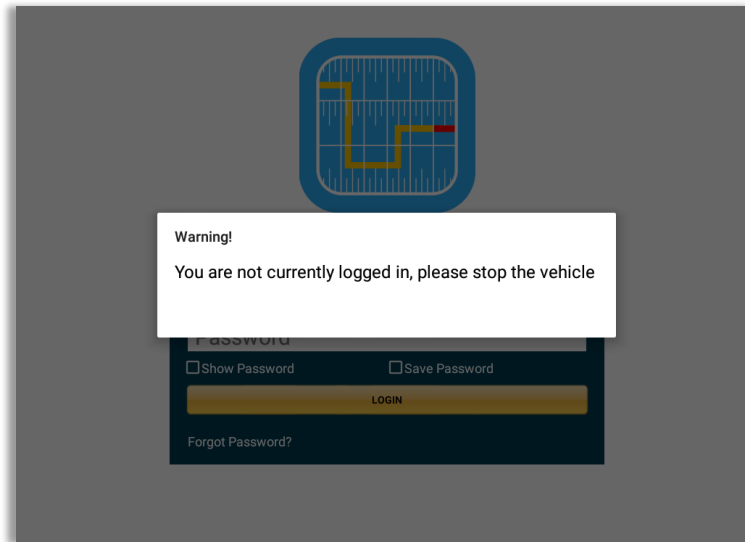 Warning!
You are not currently logged in, please stop the vehicle
Password
Show Password
Save Password
LOGIN
Forgot Password?